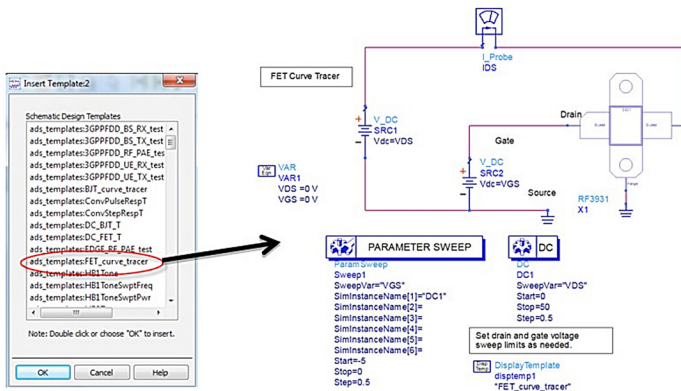 Insert Template:2
Schematic Design Templates
ads_templates:3GPPFDD_BS_RX_test
ads_templates:3GPPFDD_BS_TX_test
ads_templates:3GPPFDD_RF_PAE_tes
ads_templates:3GPPFDD_UE_RX_test
ads_templates:3GPPFDD_UE_TX_test
ads_templates:BJT_curve_tracer
ads_templates:ConvPulseRespT
ads_templates:ConvStepRespT
ads_templates:DC_BJT_T
ads_templates:DC_FET_T
ads_templates:EDGE_RF_PAE_test
ads_templates:FET_curve_tracer
ads_templates:HB1Tone
ads_templates:HB1ToneSwptFreq
ads_templates:HB1ToneSwptPwr
Note: Double click or choose "OK" to insert.
OK
Cancel
Help
FET Curve Tracer
I_Probe
IDS
V_DC
SRC1
Vdc=VDS
Var
Eqn
VAR
VAR1
VDS =0 V
VGS =0 V
Gate
V_DC
SRC2
Vdc=VGS
Source
Drain
RF3931
X1
PARAMETER SWEEP
ParamSweep
Sweep1
SweepVar="VGS"
SimInstanceName[1]="DC1"
SimInstanceName[2]=
SimInstanceName[3]=
SimInstanceName[4]=
SimInstanceName[5]=
SimInstanceName[6]=
Start=-5
Stop=0
Step=0.5
DC
DC
DC1
SweepVar="VDS"
Start=0
Stop=50
Step=0.5
Set drain and gate voltage
sweep limits as needed.
Disp
Temp
DisplayTemplate
disptemp1
"FET_curve_tracer"